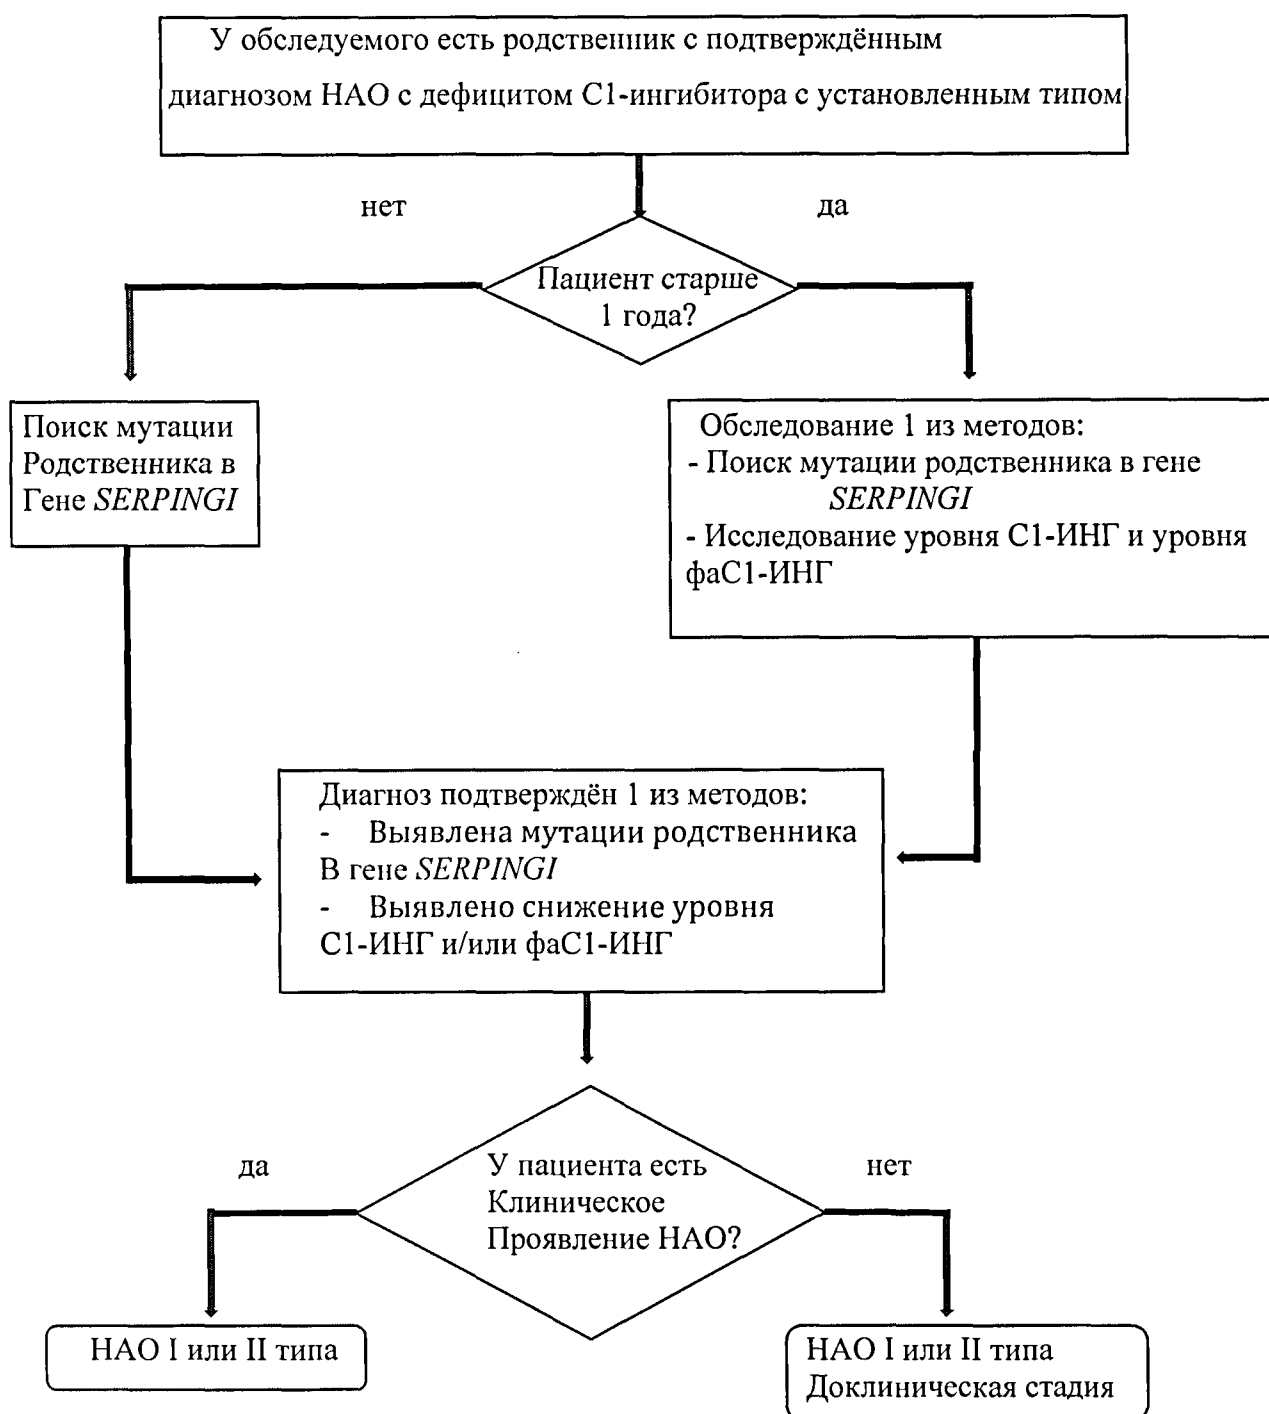 У обследуемого есть родственник с подтверждённым
диагнозом НАО с дефицитом С1-ингибитора с установленным типом
нет
да
Пациент старше
1 года?
Поиск мутации
Родственника в
Гене SERPINGI
Обследование 1 из методов:
- Поиск мутации родственника в гене
SERPINGI
- Исследование уровня С1-ИНГ и уровня
фаС1-ИНГ
Диагноз подтверждён 1 из методов:
- Выявлена мутации родственника
В гене SERPINGI
- Выявлено снижение уровня
С1-ИНГ и/или фаС1-ИНГ
да
нет
У пациента есть
Клиническое
Проявление НАО?
НАО I или II типа
НАО I или II типа
Доклиническая стадия